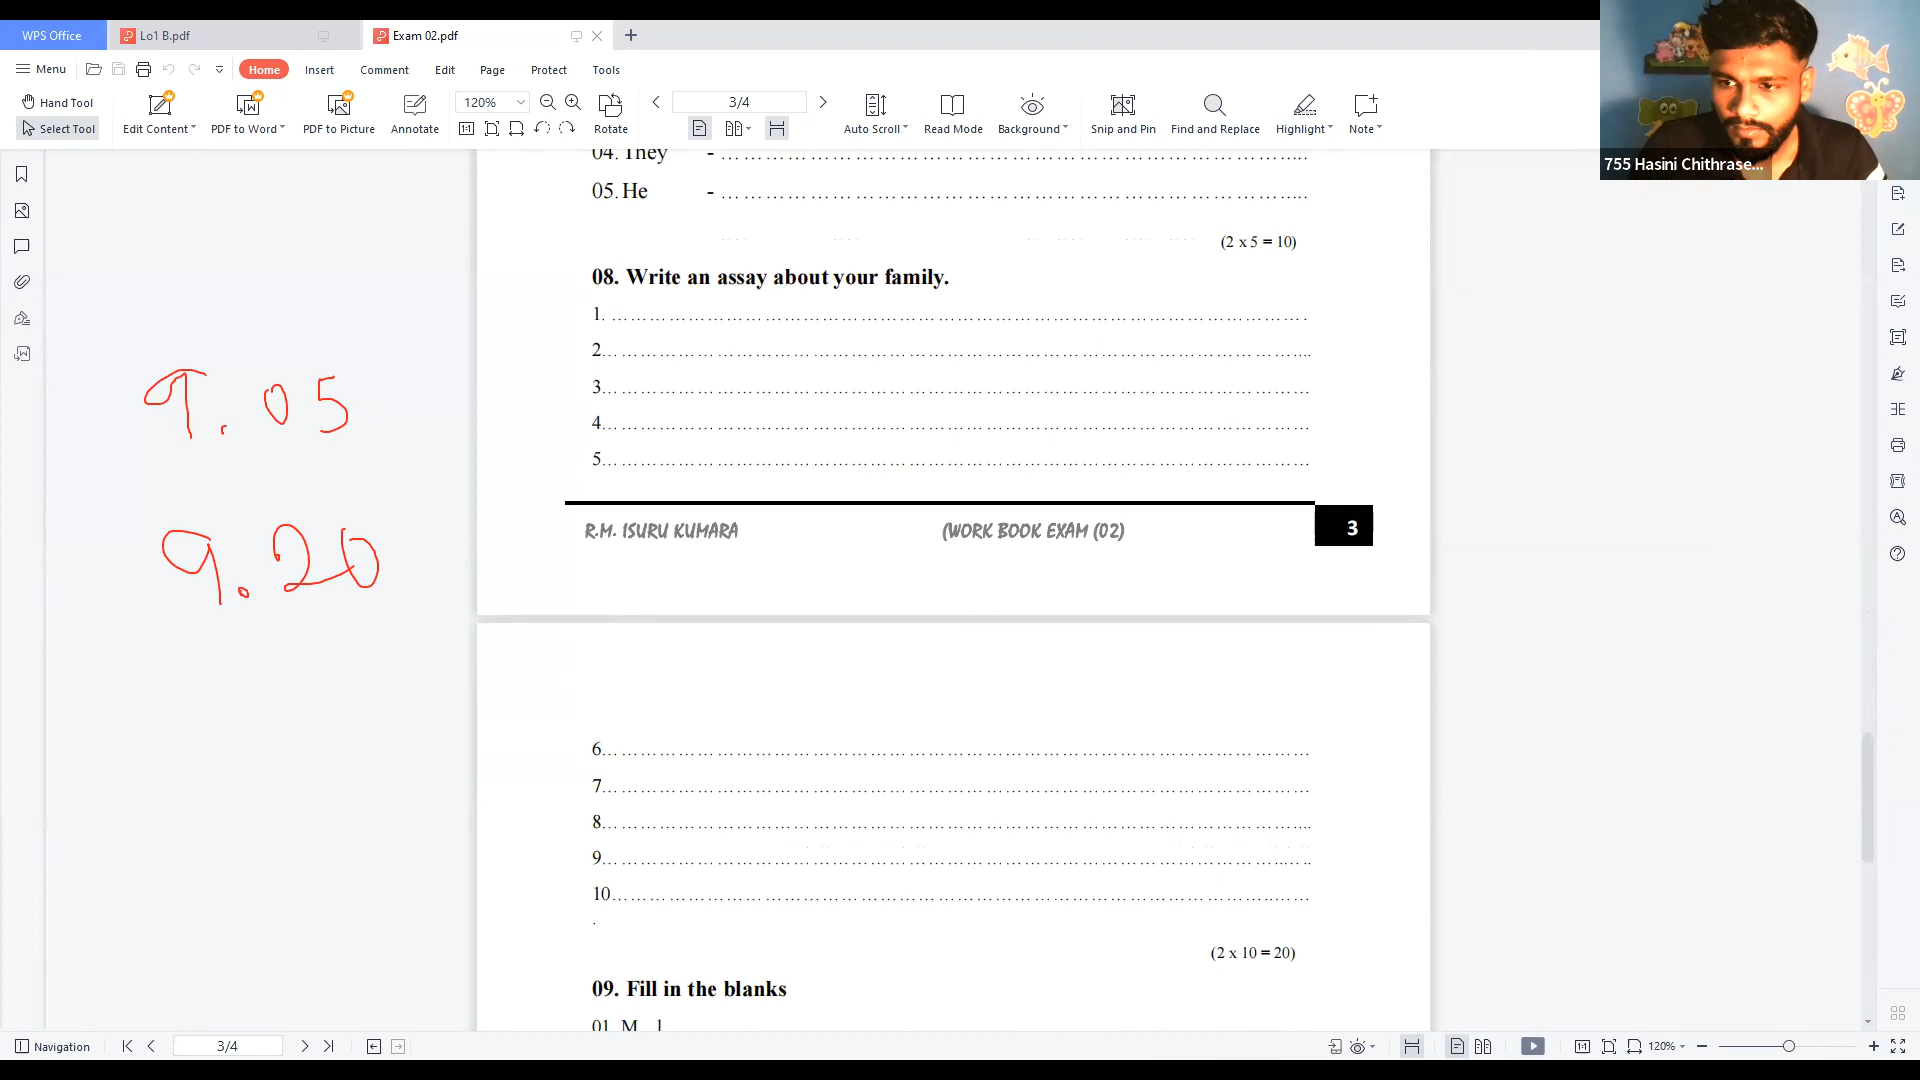 WPS Office Lo1 B.pdf Exam 02.pdf
Menu Home Insert Comment Edit Page Protect Tools
Hand Tool 120% 3/4
Select Tool Edit Content PDF to Word PDF to Picture Annotate Rotate Auto Scroll Read Mode Background Snip and Pin Find and Replace Highlight Note
755 Hasini Chithrase...
04. They - ……………………………………………………………………
05. He - ……………………………………………………………………
(2 x 5 = 10)
08. Write an assay about your family.
1. ……………………………………………………………………………
2.……………………………………………………………………………
3.……………………………………………………………………………
4.……………………………………………………………………………
5.……………………………………………………………………………
9.05
9.20
R.M. ISURU KUMARA (WORK BOOK EXAM (02) 3
6.……………………………………………………………………………
7.……………………………………………………………………………
8.……………………………………………………………………………
9.……………………………………………………………………………
10.……………………………………………………………………………
.
(2 x 10 = 20)
09. Fill in the blanks
Navigation 3/4 120%